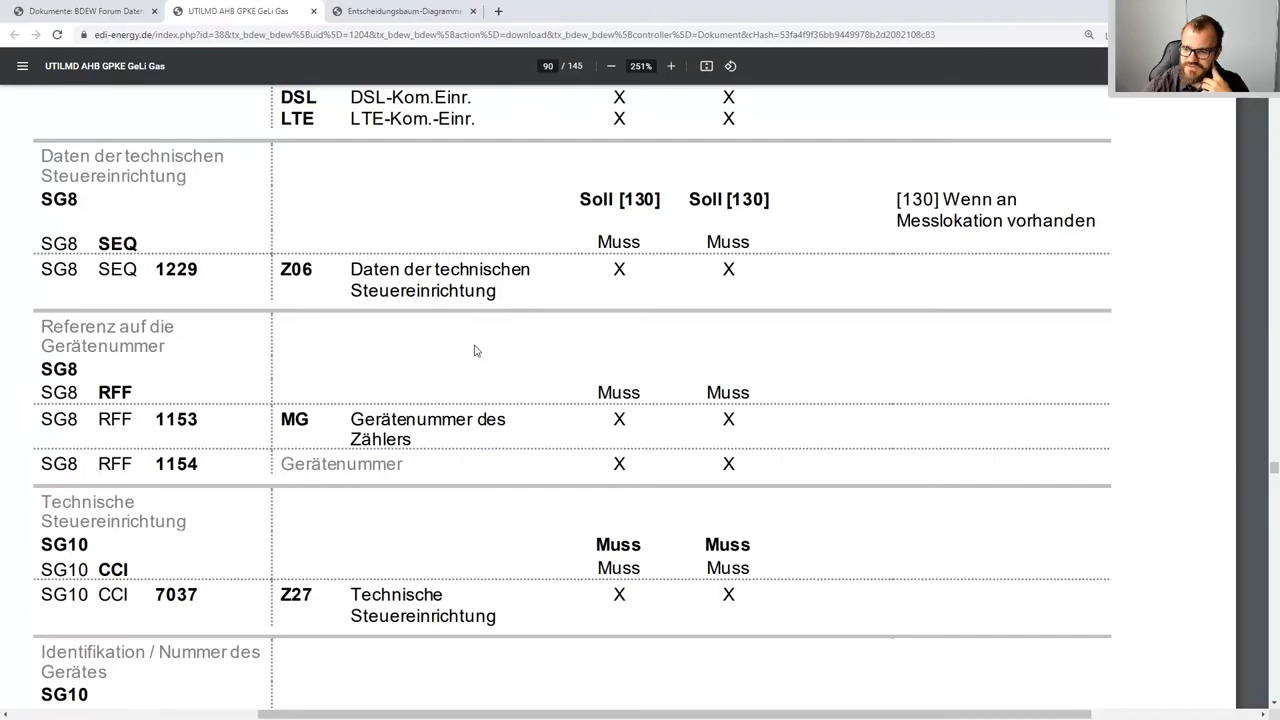 Dokumente: BDEW Forum Daten
UTILMD AHB GPKE GeLi Gas
Entscheidungsbaum-Diagramme
edi-energy.de/index.php?id=38&tx_bdew_bdew%5Buid%5D=1204&tx_bdew_bdew%5Baction%5D=download&tx_bdew_bdew%5Bcontroller%5D=Dokument&cHash=53fa4f9f36bb9449978b2d2082108c83
UTILMD AHB GPKE GeLi Gas
90 / 145
251%
DSL DSL-Kom.Einr. X X
LTE LTE-Kom.-Einr. X X
Daten der technischen
Steuereinrichtung
SG8 Soll [130] Soll [130] [130] Wenn an
Messlokation vorhanden
SG8 SEQ Muss Muss
SG8 SEQ 1229 Z06 Daten der technischen X X
Steuereinrichtung
Referenz auf die
Gerätenummer
SG8
SG8 RFF Muss Muss
SG8 RFF 1153 MG Gerätenummer des X X
Zählers
SG8 RFF 1154 Gerätenummer X X
Technische
Steuereinrichtung
SG10 Muss Muss
SG10 CCI Muss Muss
SG10 CCI 7037 Z27 Technische X X
Steuereinrichtung
Identifikation / Nummer des
Gerätes
SG10